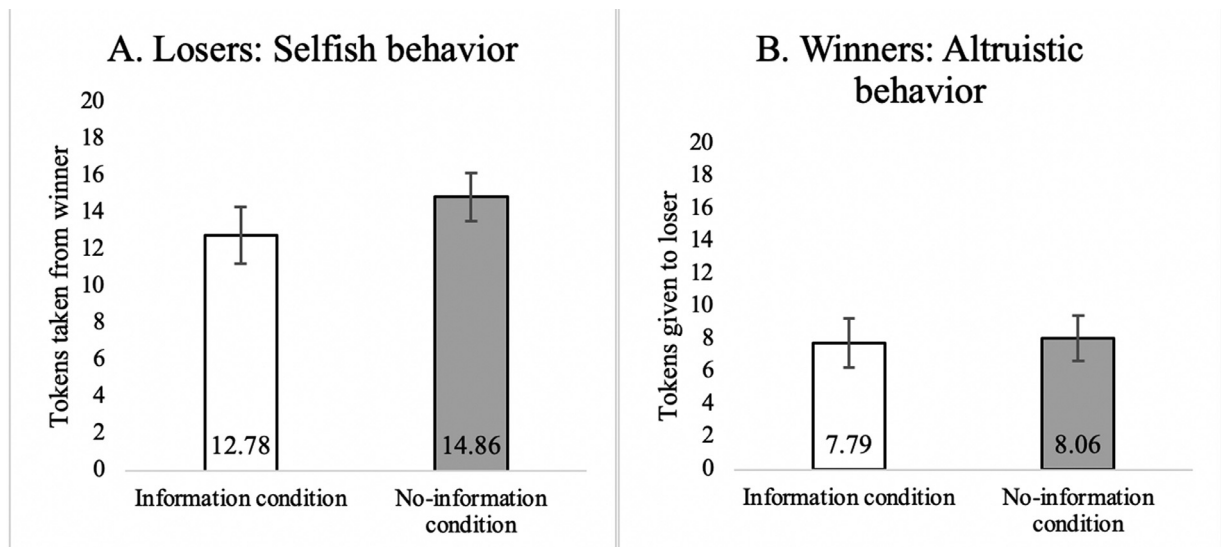 A. Losers: Selfish behavior
Tokens taken from winner
20
18
16
14
12
10
8
6
4
2
0
12.78
14.86
Information condition
No-information
condition
B. Winners: Altruistic
behavior
Tokens given to loser
20
18
16
14
12
10
8
6
4
2
0
7.79
8.06
Information condition
No-information
condition